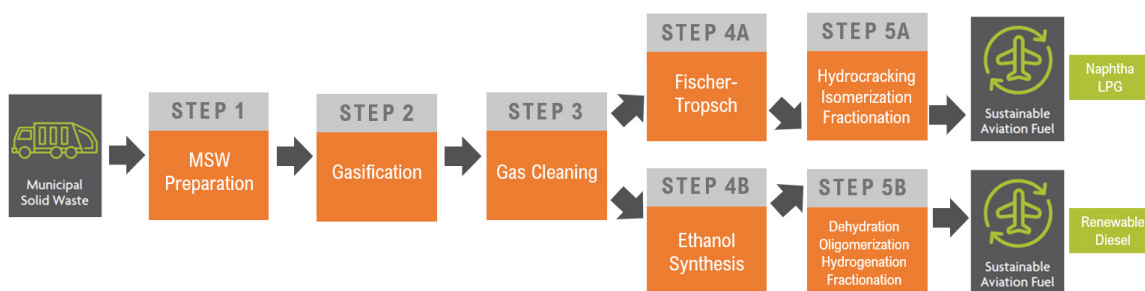 Municipal
Solid Waste
STEP 1
MSW
Preparation
STEP 2
Gasification
STEP 3
Gas Cleaning
STEP 4A
Fischer-
Tropsch
STEP 5A
Hydrocracking
Isomerization
Fractionation
Sustainable
Aviation Fuel
Naphtha
LPG
STEP 4B
Ethanol
Synthesis
STEP 5B
Dehydration
Oligomerization
Hydrogenation
Fractionation
Sustainable
Aviation Fuel
Renewable
Diesel